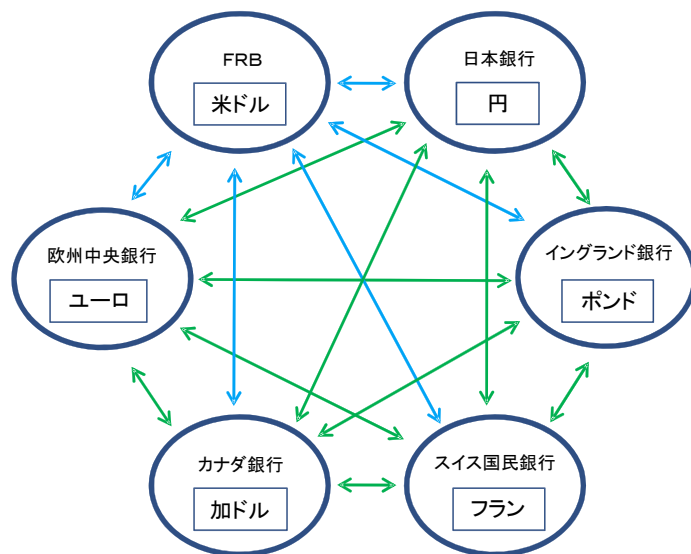 FRB
米ドル
日本銀行
円
欧州中央銀行
ユーロ
イングランド銀行
ポンド
カナダ銀行
加ドル
スイス国民銀行
フラン